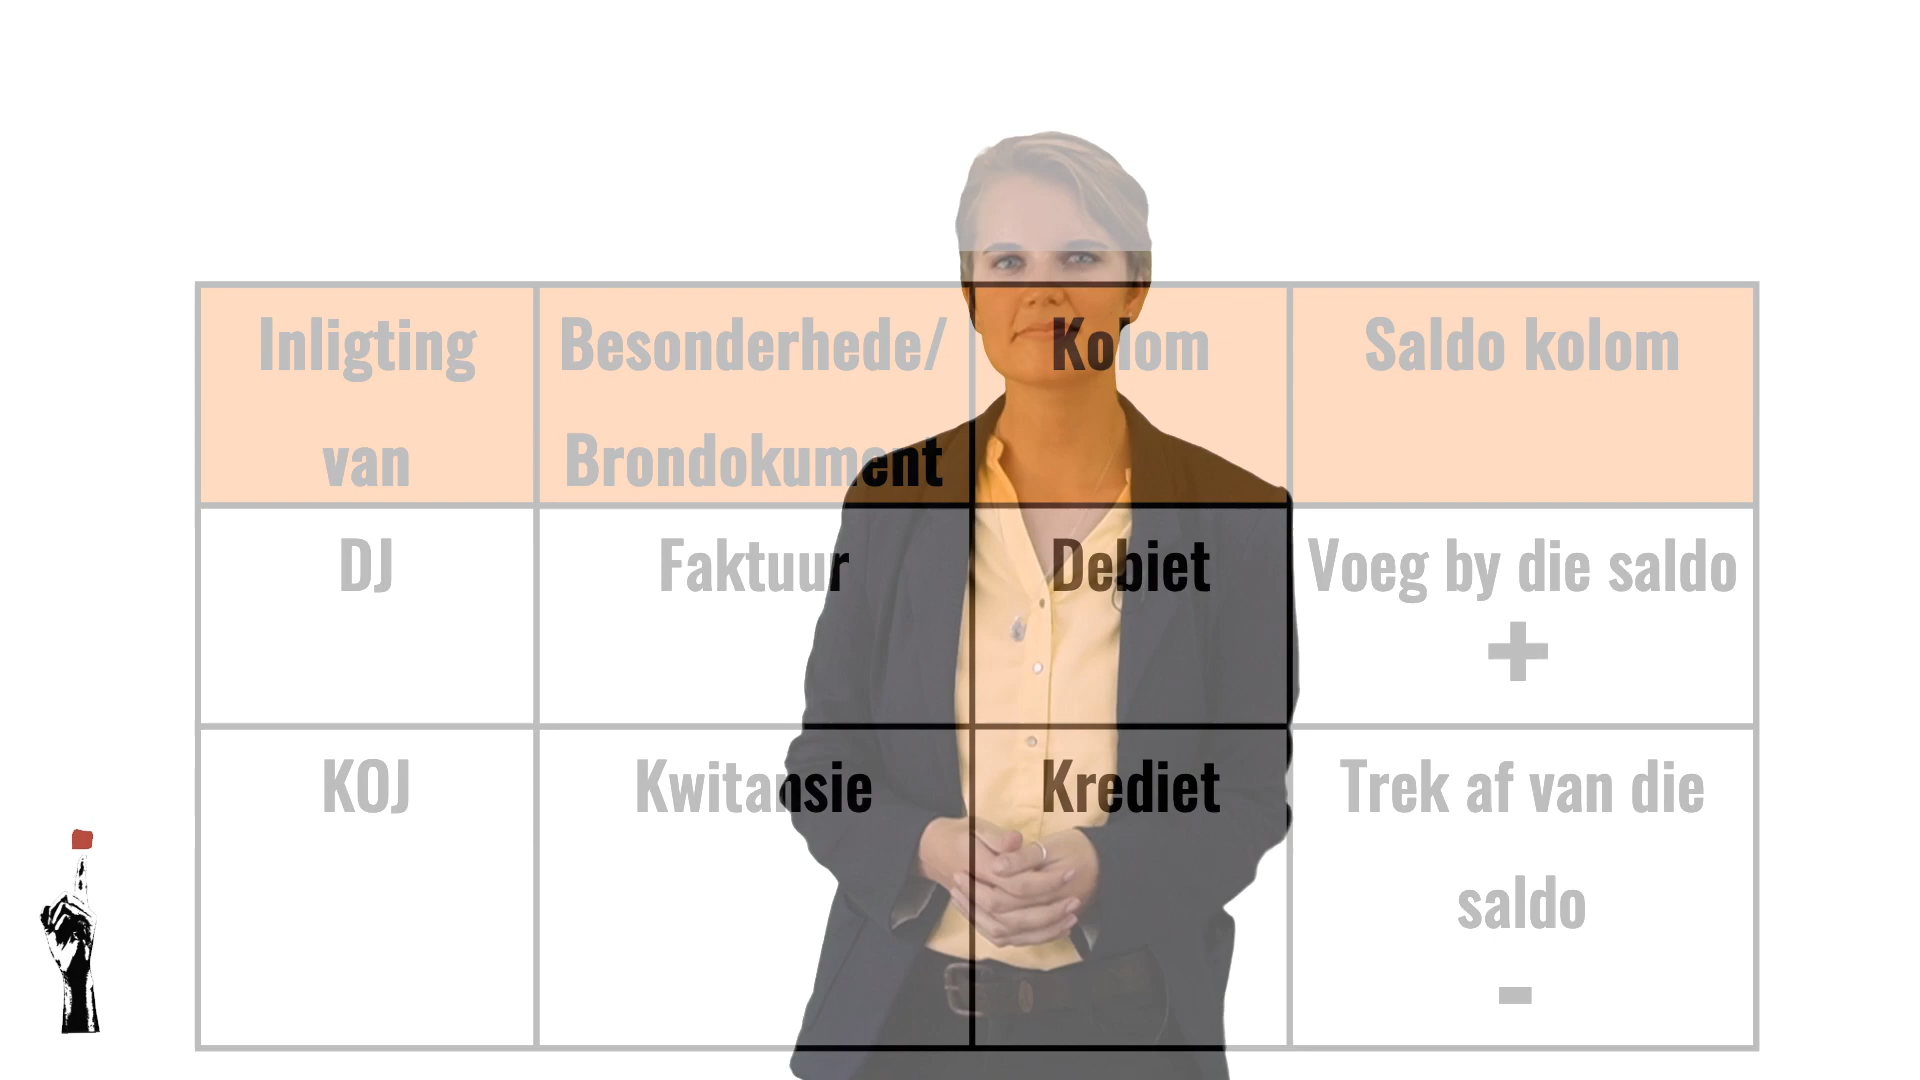 Inligting van
Besonderhede/ Brondokument
Kolom
Saldo kolom
DJ
Faktuur
Debiet
Voeg by die saldo
+
KOJ
Kwitansie
Krediet
Trek af van die
saldo
-